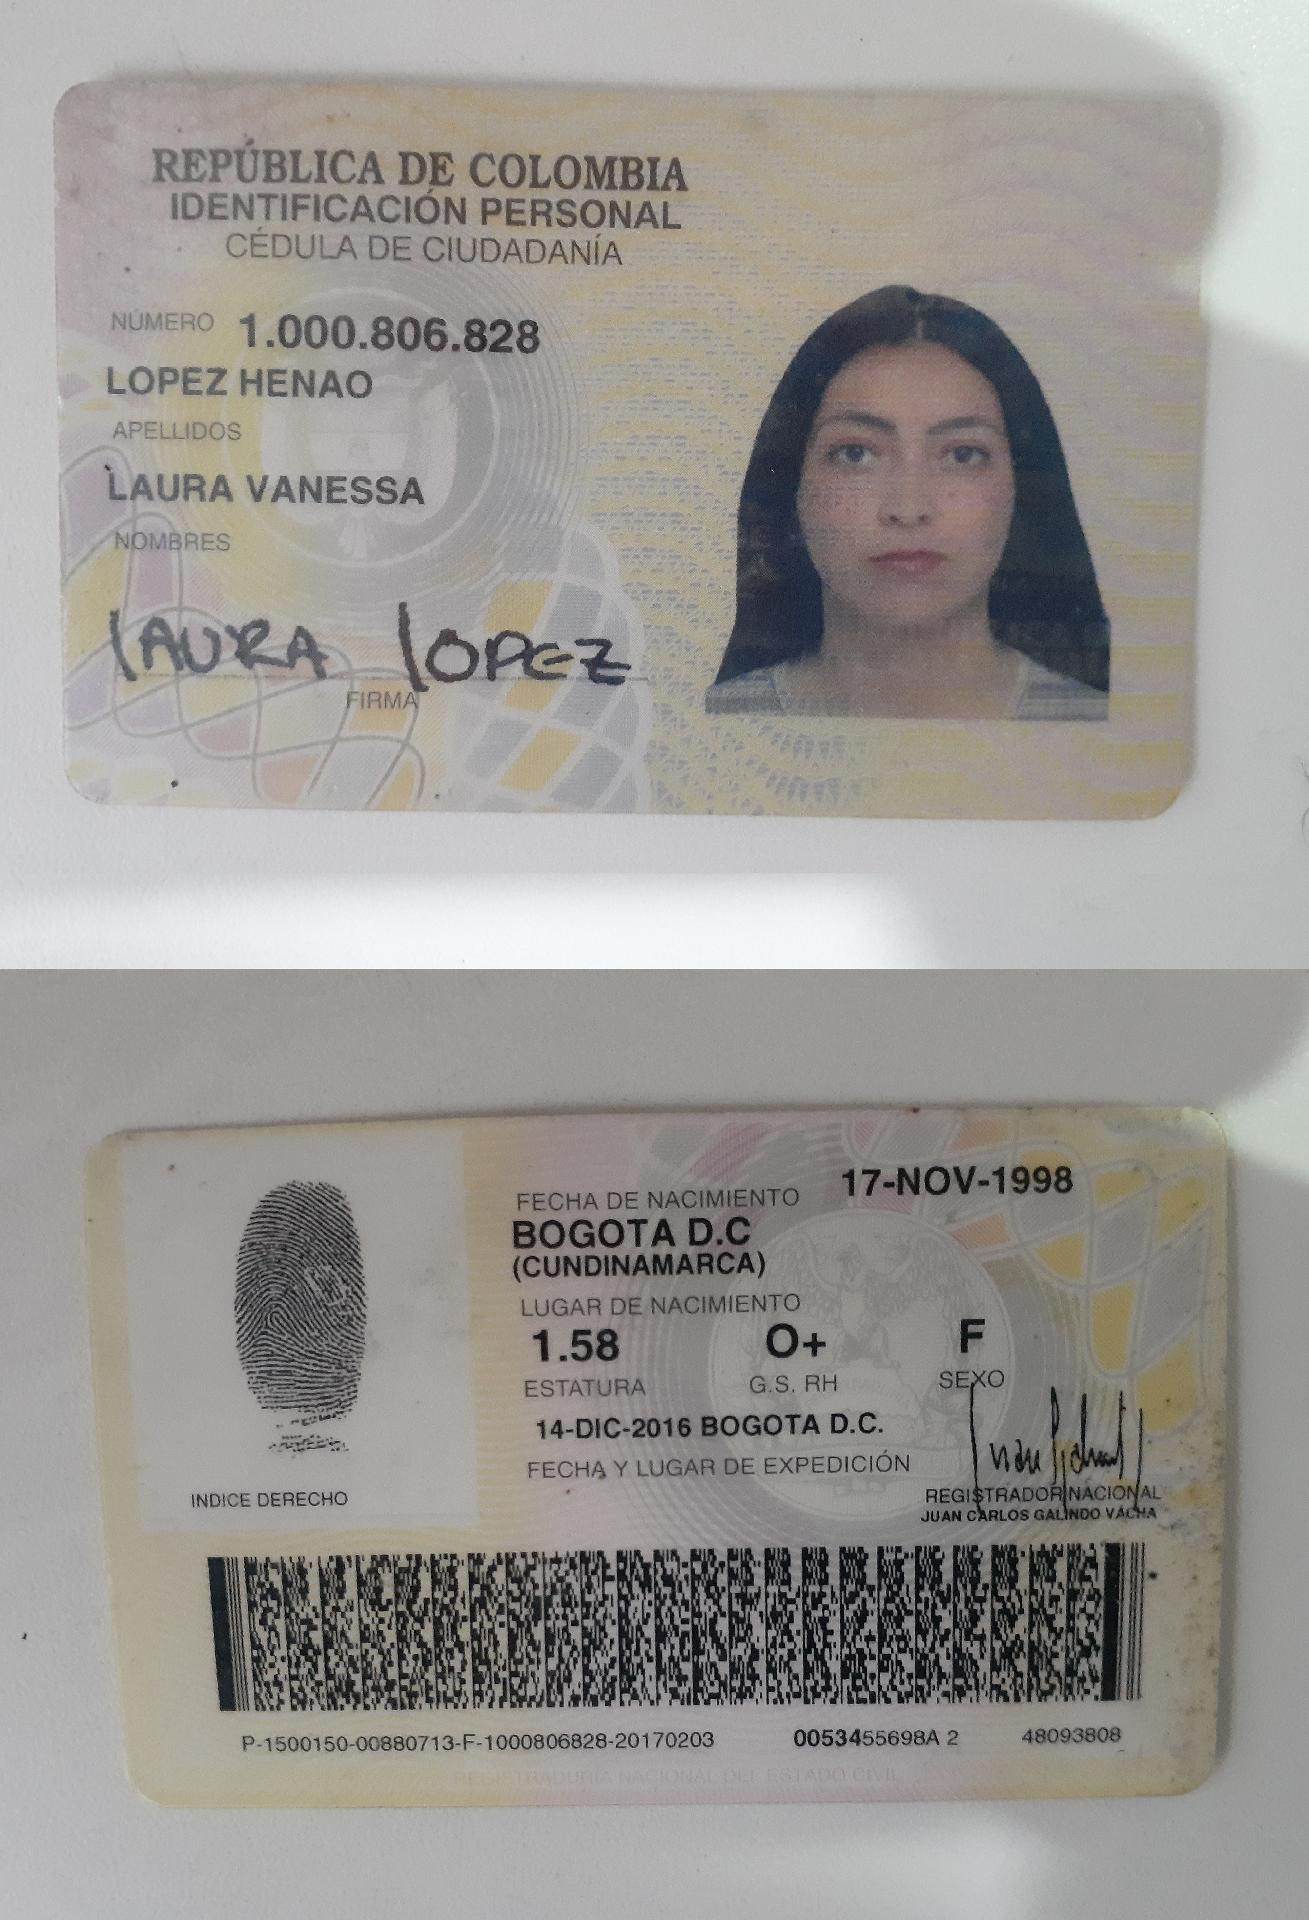 REPÚBLICA DE COLOMBIA
IDENTIFICACIÓN PERSONAL
CÉDULA DE CIUDADANÍA
NÚMERO 1.000.806.828
LOPEZ HENAO
APELLIDOS
LAURA VANESSA
NOMBRES
LAURA LOPEZ
FIRMA
FECHA DE NACIMIENTO 17-NOV-1998
BOGOTA D.C
(CUNDINAMARCA)
LUGAR DE NACIMIENTO
1.58 O+ F
ESTATURA G.S. RH SEXO
14-DIC-2016 BOGOTA D.C.
FECHA Y LUGAR DE EXPEDICIÓN
INDICE DERECHO
REGISTRADOR NACIONAL
JUAN CARLOS GALINDO VACHA
P-1500150-00880713-F-1000806828-20170203 0053455698A 2 48093808
REGISTRADURIA NACIONAL DEL ESTADO CIVIL